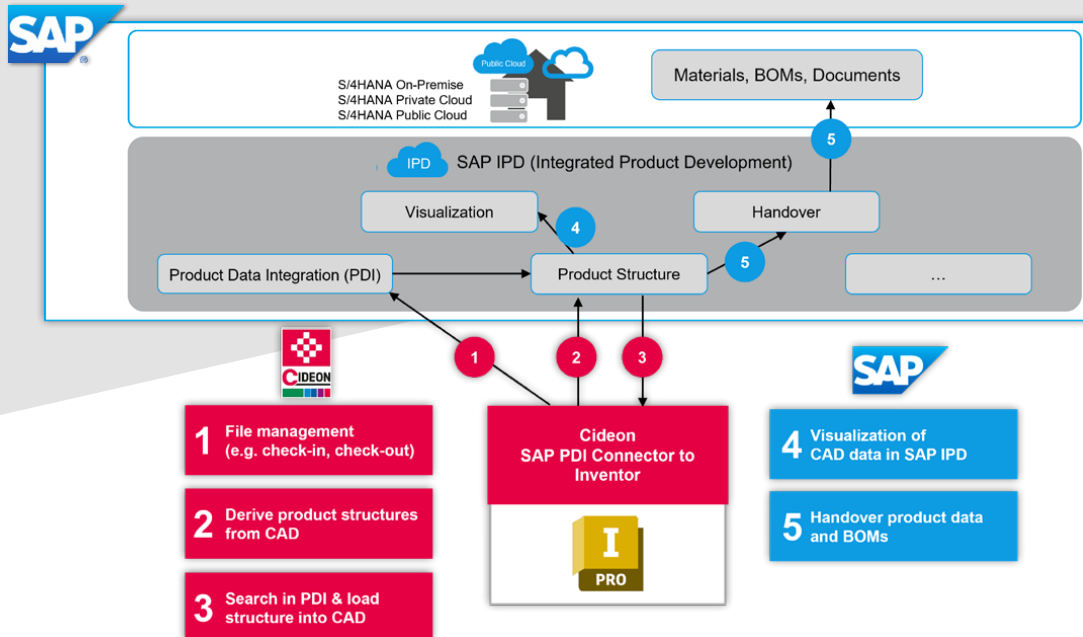 SAP
®
Public Cloud
S/4HANA On-Premise
S/4HANA Private Cloud
S/4HANA Public Cloud
Materials, BOMs, Documents
5
IPD
SAP IPD (Integrated Product Development)
Visualization
4
Handover
5
Product Data Integration (PDI)
Product Structure
...
1
2
3
CIDEON
SAP
1
File management
(e.g. check-in, check-out)
2
Derive product structures
from CAD
3
Search in PDI & load
structure into CAD
Cideon
SAP PDI Connector to
Inventor
I
PRO
4
Visualization of
CAD data in SAP IPD
5
Handover product data
and BOMs